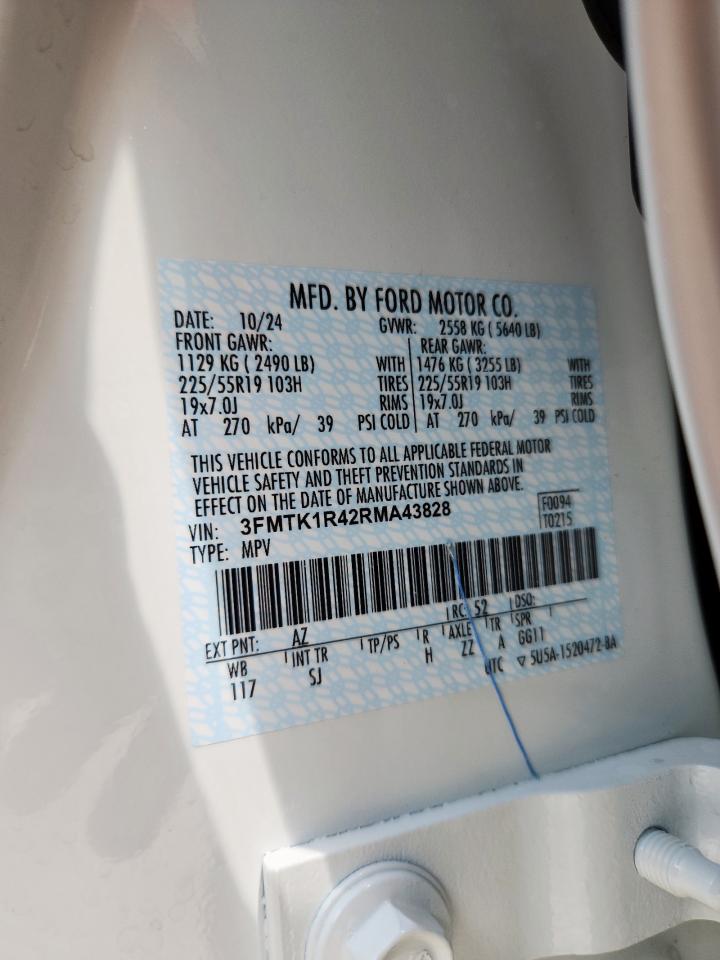 MFD. BY FORD MOTOR CO.
DATE: 10/24 GVWR: 2558 KG ( 5640 LB)
FRONT GAWR: REAR GAWR:
1129 KG ( 2490 LB) WITH 1476 KG ( 3255 LB) WITH
225/55R19 103H TIRES 225/55R19 103H TIRES
19x7.0J RIMS 19x7.0J RIMS
AT 270 kPa/ 39 PSI COLD AT 270 kPa/ 39 PSI COLD
THIS VEHICLE CONFORMS TO ALL APPLICABLE FEDERAL MOTOR
VEHICLE SAFETY AND THEFT PREVENTION STANDARDS IN
EFFECT ON THE DATE OF MANUFACTURE SHOWN ABOVE.
VIN: 3FMTK1R42RMA43828 F0094
TYPE: MPV T0215
EXT PNT: AZ RC: 52 DSO:
WB INT TR TP/PS R AXLE TR SPR
117 SJ H ZZ A GG11
UTC ▽ 5U5A-1520472-BA